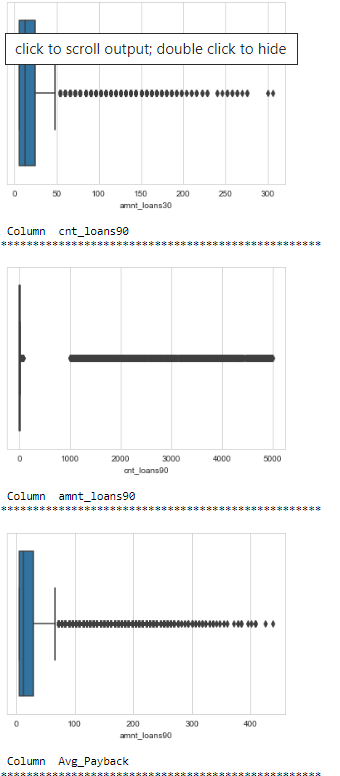 click to scroll output; double click to hide
0 50 100 150 200 250 300
amnt_loans30
Column cnt_loans90
**************************************************
0 1000 2000 3000 4000 5000
cnt_loans90
Column amnt_loans90
**************************************************
0 100 200 300 400
amnt_loans90
Column Avg_Payback
**************************************************